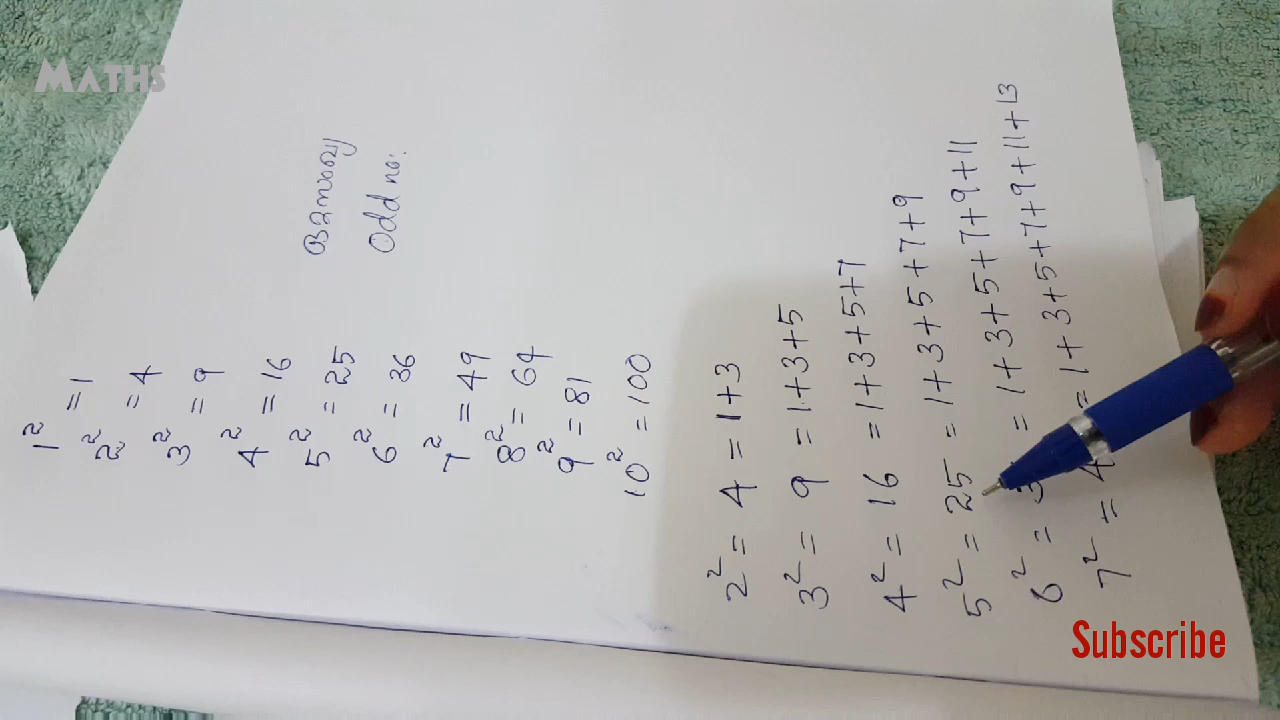 MATHS
1² = 1
2² = 4
3² = 9
4² = 16
5² = 25
6² = 36
7² = 49
8² = 64
9² = 81
10² = 100
Odd no:
2² = 4 = 1+3
3² = 9 = 1+3+5
4² = 16 = 1+3+5+7
5² = 25 = 1+3+5+7+9
6² = 3 = 1+3+5+7+9+11
7² = 4 = 1+3+5+7+9+11+13
Subscribe